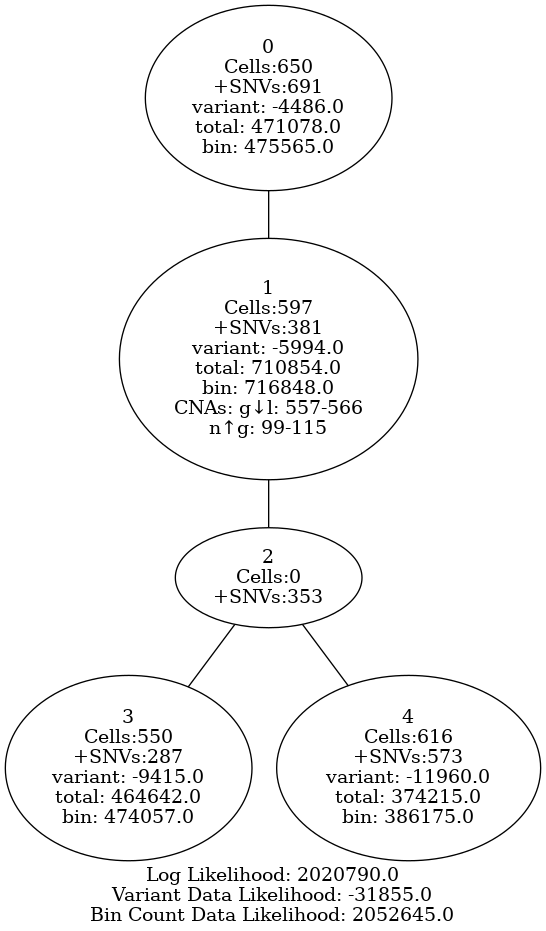 0
Cells:650
+SNVs:691
variant: -4486.0
total: 471078.0
bin: 475565.0
1
Cells:597
+SNVs:381
variant: -5994.0
total: 710854.0
bin: 716848.0
CNAs: g↓l: 557-566
n↑g: 99-115
2
Cells:0
+SNVs:353
3
Cells:550
+SNVs:287
variant: -9415.0
total: 464642.0
bin: 474057.0
4
Cells:616
+SNVs:573
variant: -11960.0
total: 374215.0
bin: 386175.0
Log Likelihood: 2020790.0
Variant Data Likelihood: -31855.0
Bin Count Data Likelihood: 2052645.0